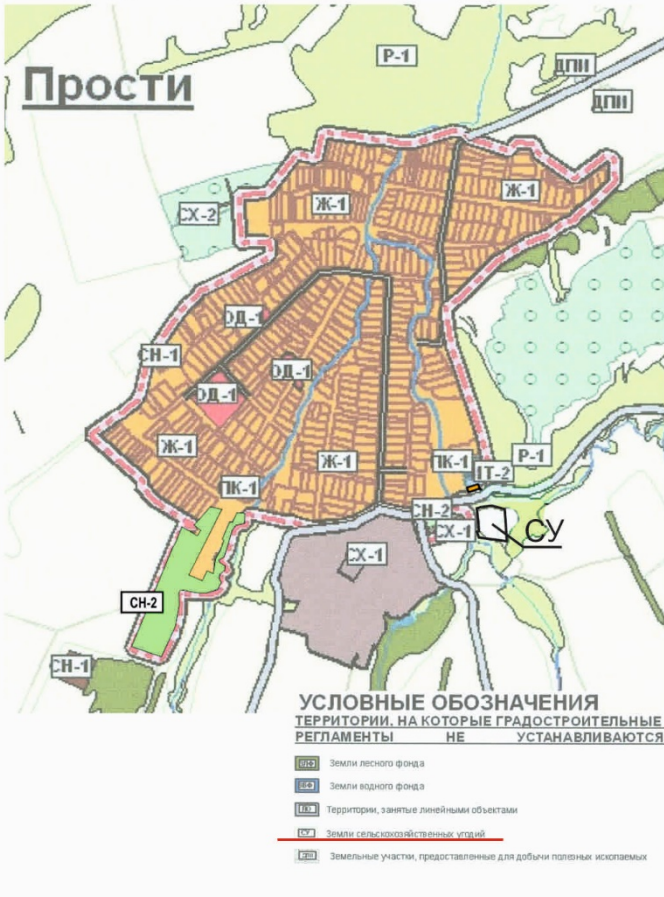 Прости
Р-1
ДПИ
ДПИ
Ж-1
Ж-1
СХ-2
ОД-1
СН-1
ОД-1
ОД-1
Ж-1
Ж-1
ПК-1
Р-1
ПК-1
СН-2
СХ-1
СУ
СХ-1
СН-2
СН-1
УСЛОВНЫЕ ОБОЗНАЧЕНИЯ
ТЕРРИТОРИИ, НА КОТОРЫЕ ГРАДОСТРОИТЕЛЬНЫЕ
РЕГЛАМЕНТЫ НЕ УСТАНАВЛИВАЮТСЯ
Земли лесного фонда
Земли водного фонда
Территории, занятые линейными объектами
СУ Земли сельскохозяйственных угодий
ДПИ Земельные участки, предоставленные для добычи полезных ископаемых